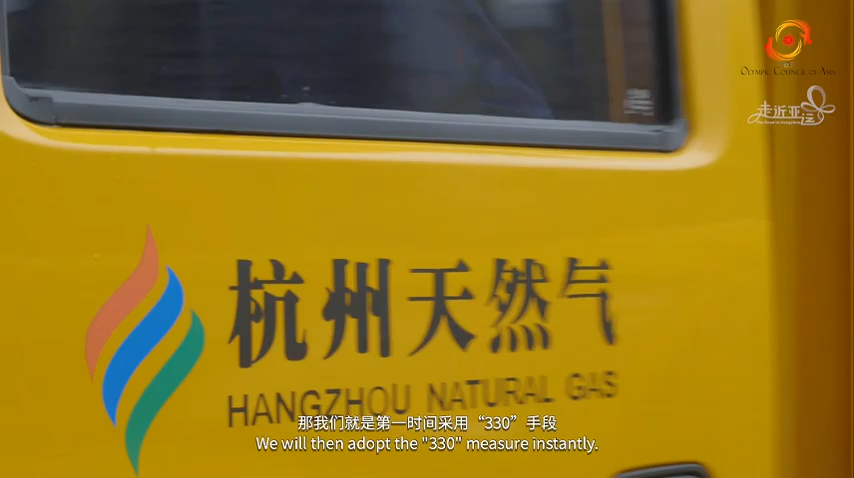 OLYMPIC COUNCIL OF ASIA
走近亚运
杭州天然气
HANGZHOU NATURAL GAS
那我们就是第一时间采用“330”手段
We will then adopt the "330" measure instantly.